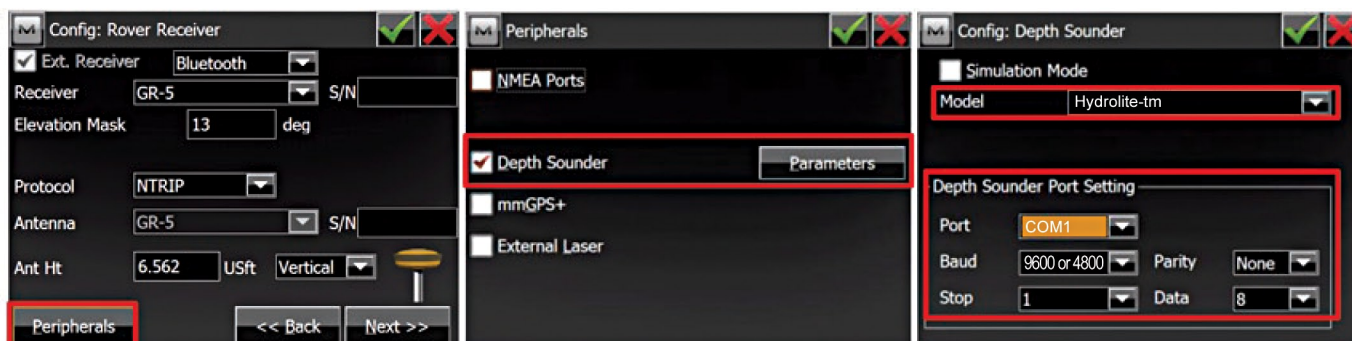 Config: Rover Receiver
Ext. Receiver Bluetooth
Receiver GR-5 S/N
Elevation Mask 13 deg
Protocol NTRIP
Antenna GR-5 S/N
Ant Ht 6.562 USft Vertical
Peripherals << Back Next >>
Peripherals
NMEA Ports
Depth Sounder Parameters
mmGPS+
External Laser
Config: Depth Sounder
Simulation Mode
Model Hydrolite-tm
Depth Sounder Port Setting
Port COM1
Baud 9600 or 4800 Parity None
Stop 1 Data 8